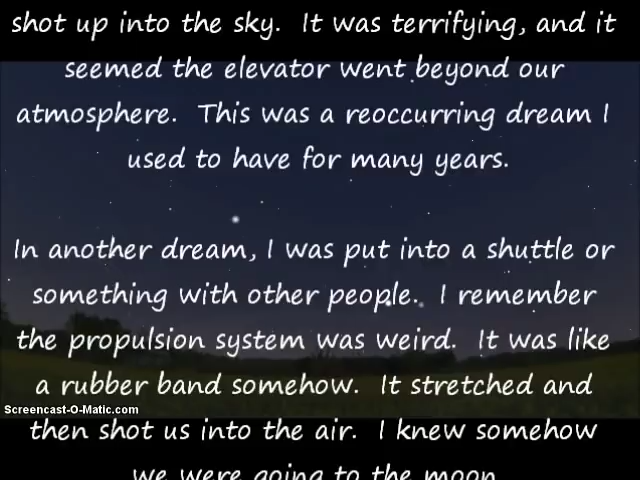 shot up into the sky. It was terrifying, and it
seemed the elevator went beyond our
atmosphere. This was a reoccurring dream I
used to have for many years.
In another dream, I was put into a shuttle or
something with other people. I remember
the propulsion system was weird. It was like
a rubber band somehow. It stretched and
Screencast-O-Matic.com
then shot us into the air. I knew somehow
we were going to the moon